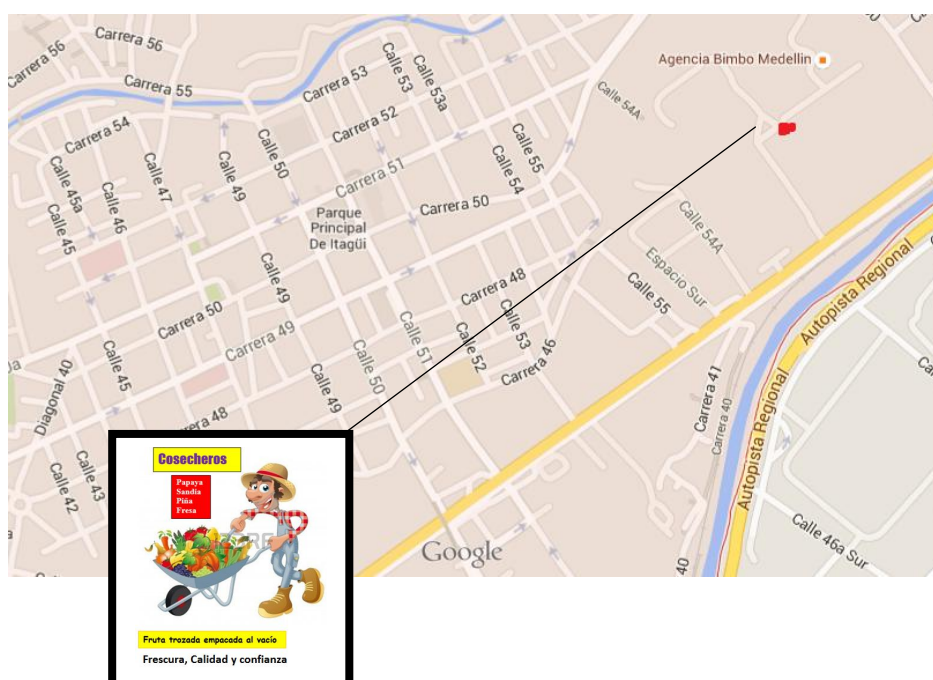 Carrera 56
Carrera 56
Carrera 55
Carrera 54
Carrera 53
Calle 53
Calle 53a
Carrera 52
Calle 54A
Agencia Bimbo Medellin
Calle 50
Calle 49
Calle 47
Calle 46
Calle 45a
Calle 45
Carrera 51
Calle 55
Calle 54
Carrera 50
Parque
Principal
De Itagüi
Calle 54A
Espacio Sur
Calle 55
Autopista Regional
Calle 49
Carrera 48
Carrera 50
Carrera 49
Calle 50
Calle 51
Calle 52
Calle 53
Carrera 46
Diagonal 40
Calle 45
Calle 49
Carrera 41
Carrera 40
Autopista Regional
Calle 42
Calle 43
Calle 46a Sur
40
Google
Cosecheros
Papaya
Sandía
Piña
Fresa
Fruta trozada empacada al vacío
Frescura, Calidad y confianza